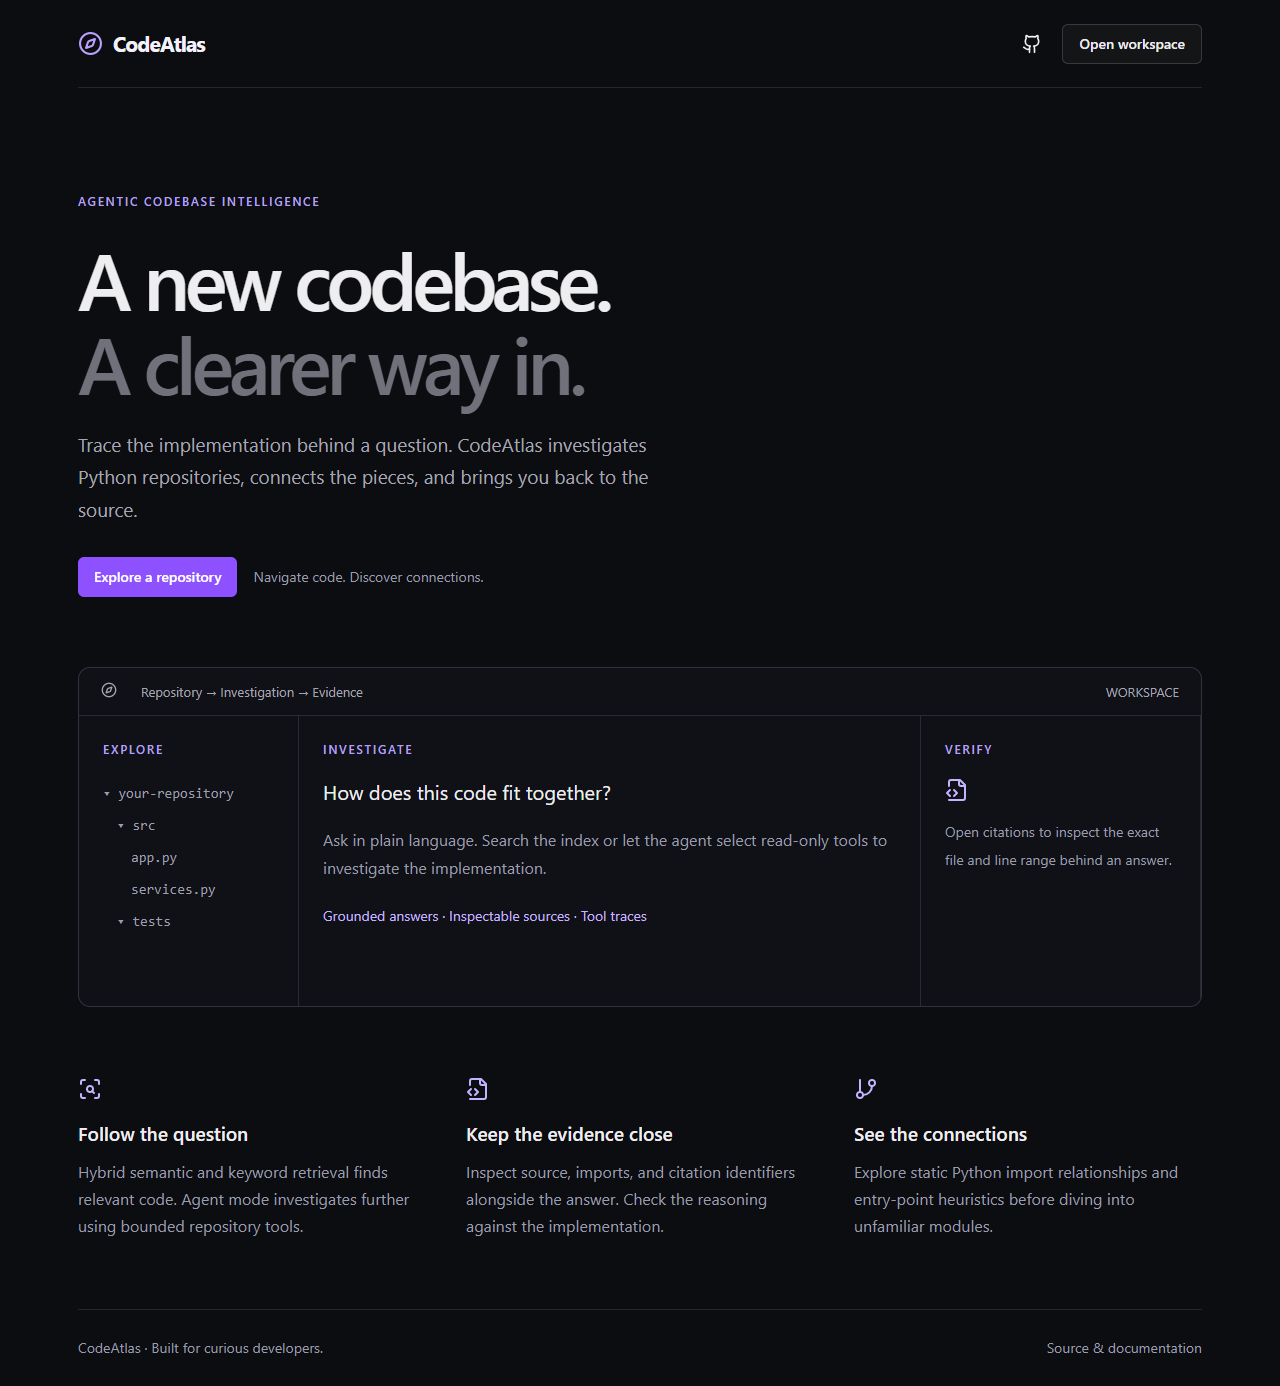 CodeAtlas
Open workspace
AGENTIC CODEBASE INTELLIGENCE
A new codebase.
A clearer way in.
Trace the implementation behind a question. CodeAtlas investigates
Python repositories, connects the pieces, and brings you back to the
source.
Explore a repository
Navigate code. Discover connections.
Repository → Investigation → Evidence
WORKSPACE
EXPLORE
▾ your-repository
▾ src
app.py
services.py
▾ tests
INVESTIGATE
How does this code fit together?
Ask in plain language. Search the index or let the agent select read-only tools to
investigate the implementation.
Grounded answers · Inspectable sources · Tool traces
VERIFY
Open citations to inspect the exact
file and line range behind an answer.
Follow the question
Hybrid semantic and keyword retrieval finds
relevant code. Agent mode investigates further
using bounded repository tools.
Keep the evidence close
Inspect source, imports, and citation identifiers
alongside the answer. Check the reasoning
against the implementation.
See the connections
Explore static Python import relationships and
entry-point heuristics before diving into
unfamiliar modules.
CodeAtlas · Built for curious developers.
Source & documentation